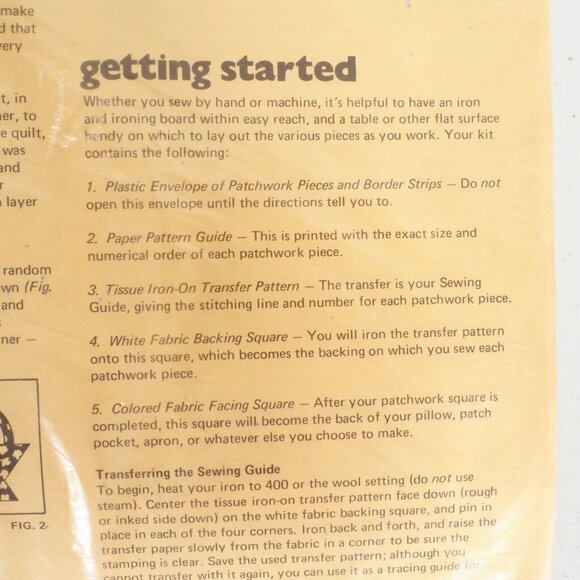 make
d that
very
t, in
ner, to
e quilt,
was
and
r
n layer
random
wn (Fig.
and
s
ner —
FIG. 2
getting started
Whether you sew by hand or machine, it's helpful to have an iron
and ironing board within easy reach, and a table or other flat surface
handy on which to lay out the various pieces as you work. Your kit
contains the following:
1. Plastic Envelope of Patchwork Pieces and Border Strips — Do not
open this envelope until the directions tell you to.
2. Paper Pattern Guide — This is printed with the exact size and
numerical order of each patchwork piece.
3. Tissue Iron-On Transfer Pattern — The transfer is your Sewing
Guide, giving the stitching line and number for each patchwork piece.
4. White Fabric Backing Square — You will iron the transfer pattern
onto this square, which becomes the backing on which you sew each
patchwork piece.
5. Colored Fabric Facing Square — After your patchwork square is
completed, this square will become the back of your pillow, patch
pocket, apron, or whatever else you choose to make.
Transferring the Sewing Guide
To begin, heat your iron to 400 or the wool setting (do not use
steam). Center the tissue iron-on transfer pattern face down (rough
or inked side down) on the white fabric backing square, and pin in
place in each of the four corners. Iron back and forth, and raise the
transfer paper slowly from the fabric in a corner to be sure the
stamping is clear. Save the used transfer pattern; although you
cannot transfer with it again, you can use it as a tracing guide for